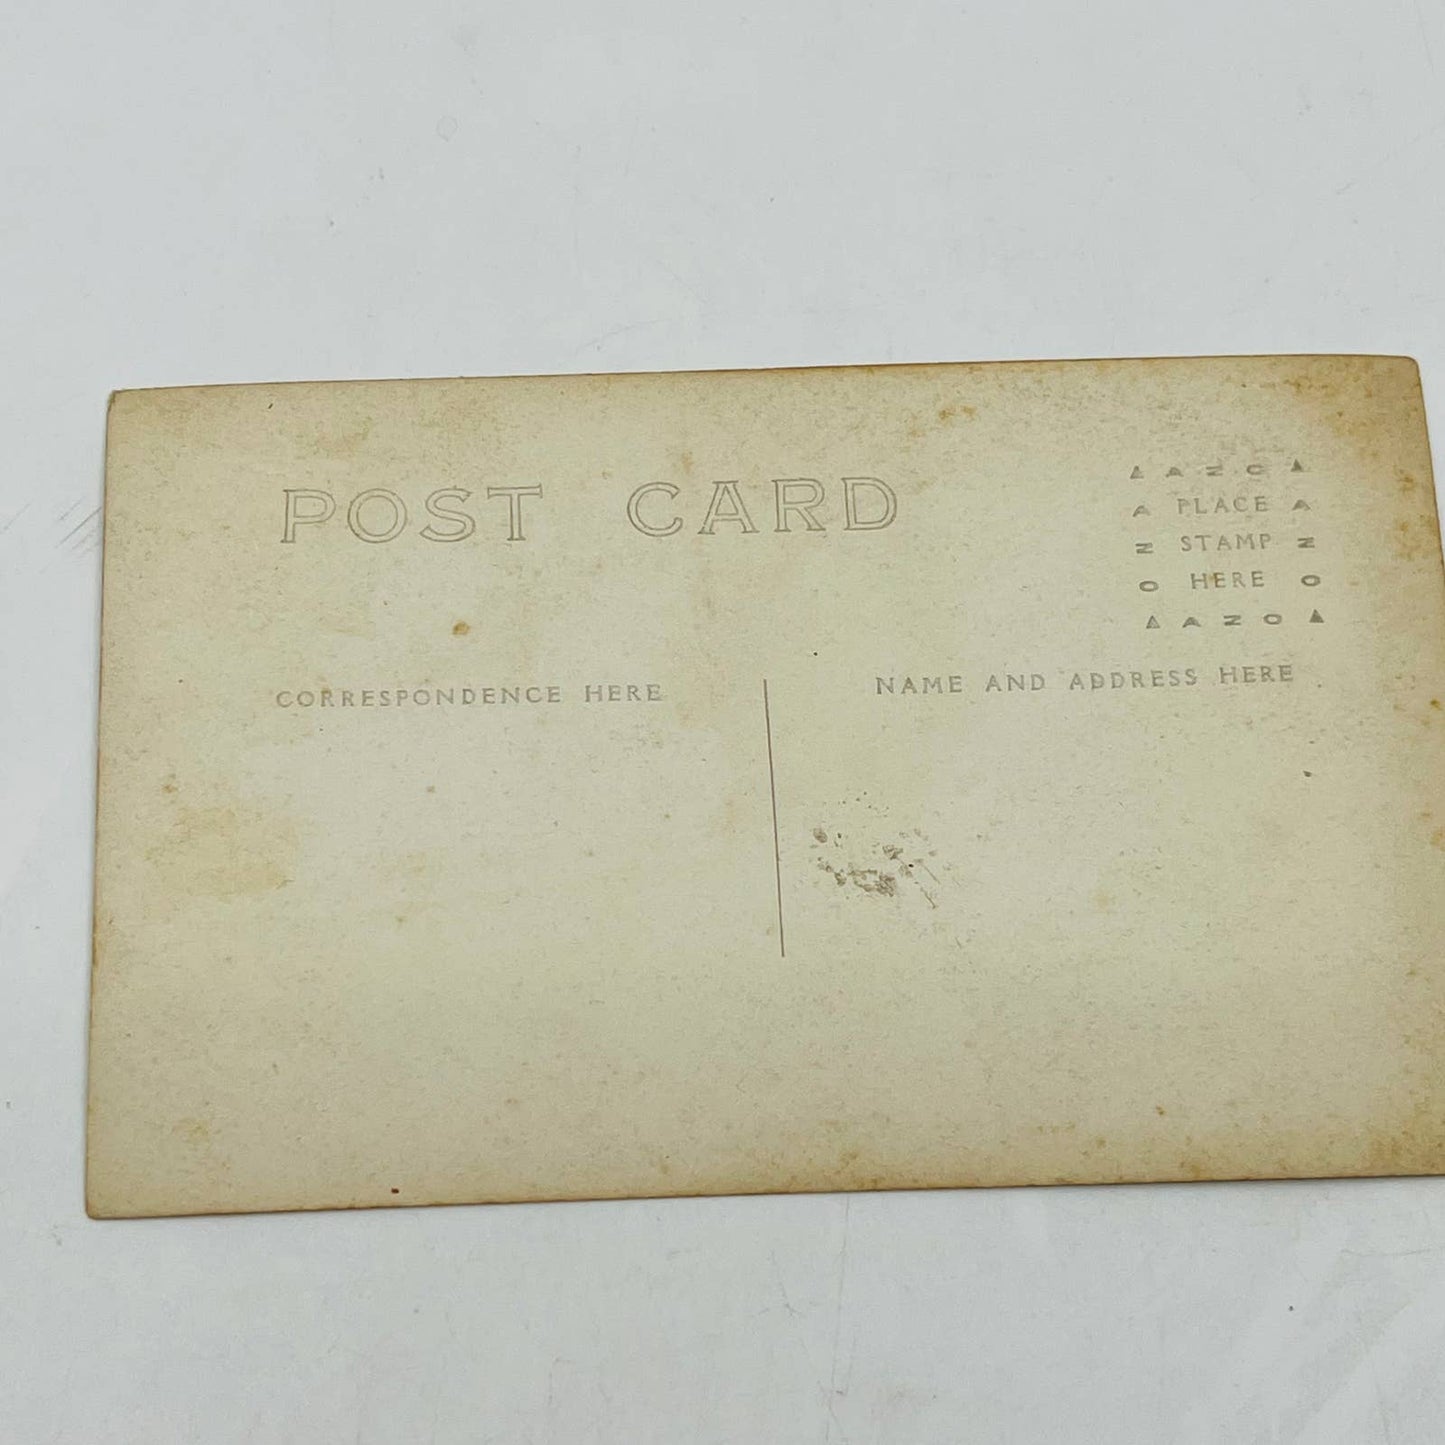 POST CARD
▲ AZO ▲
A PLACE A
Z STAMP Z
O HERE O
▲ AZO ▲
CORRESPONDENCE HERE
NAME AND ADDRESS HERE